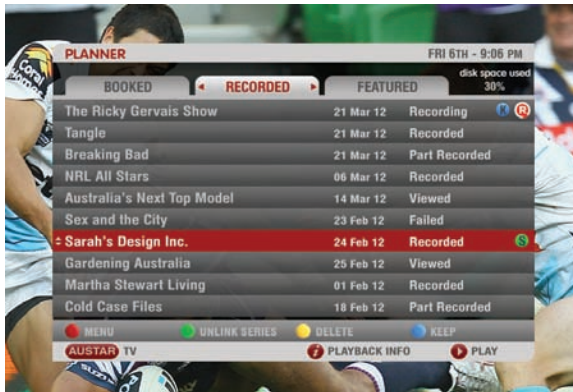 PLANNER FRI 6TH - 9:06 PM
disk space used
30%
BOOKED RECORDED FEATURED
The Ricky Gervais Show 21 Mar 12 Recording K R
Tangle 21 Mar 12 Recorded
Breaking Bad 21 Mar 12 Part Recorded
NRL All Stars 06 Mar 12 Recorded
Australia's Next Top Model 14 Mar 12 Viewed
Sex and the City 23 Feb 12 Failed
Sarah's Design Inc. 24 Feb 12 Recorded S
Gardening Australia 25 Feb 12 Viewed
Martha Stewart Living 01 Feb 12 Recorded
Cold Case Files 18 Feb 12 Part Recorded
MENU UNLINK SERIES DELETE KEEP
AUSTAR TV i PLAYBACK INFO PLAY
Coral
SUZUKI